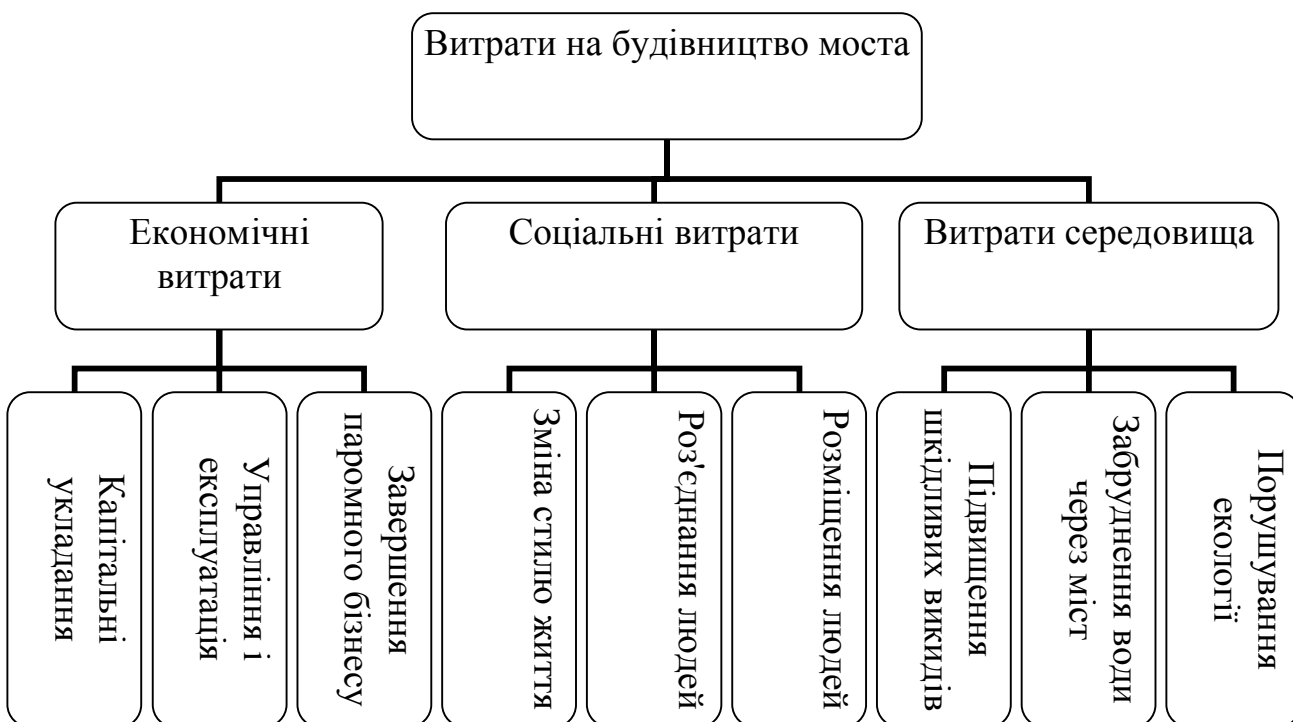 Витрати на будівництво моста
Економічні
витрати
Соціальні витрати
Витрати середовища
Капітальні
укладання
Управління і
експлуатація
Завершення
паромного бізнесу
Зміна стилю життя
Роз'єднання людей
Розміщення людей
Підвищення
шкідливих викидів
Забруднення води
через міст
Порушування
екології